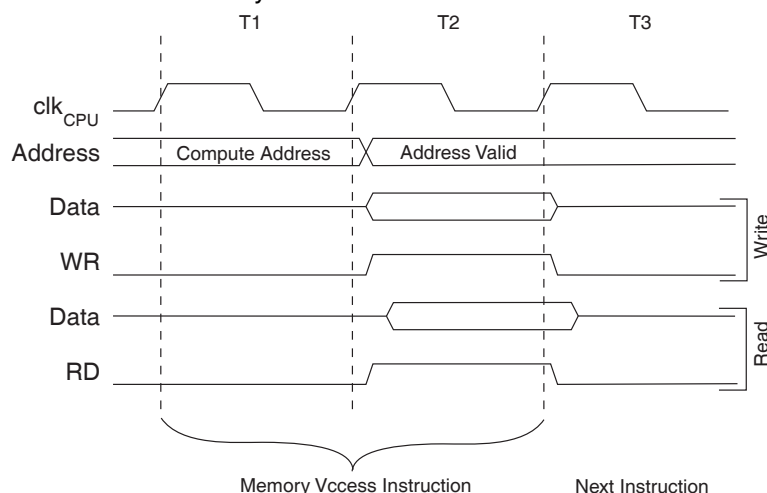 T1 T2 T3
clkCPU
Address Compute Address Address Valid
Data
WR
Write
Data
RD
Read
Memory Vccess Instruction Next Instruction